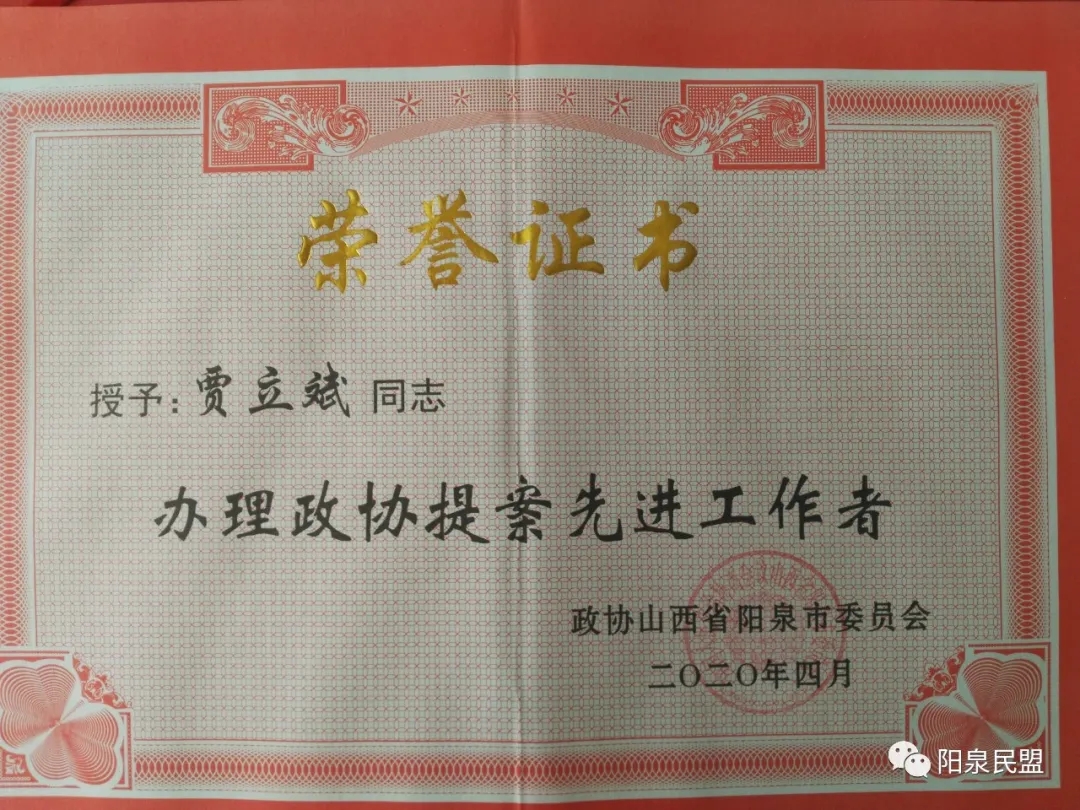 荣誉证书
授予：贾立斌 同志
办理政协提案先进工作者
政协山西省阳泉市委员会
二〇二〇年四月
阳泉民盟